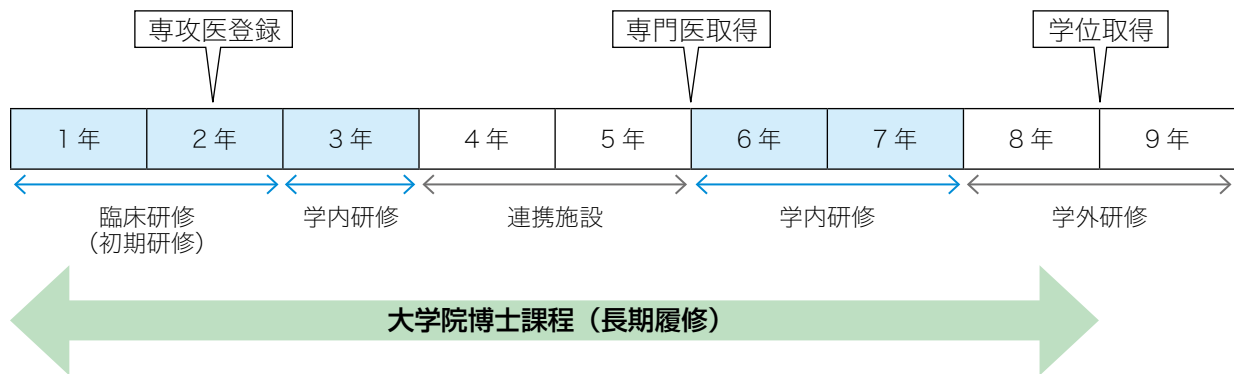 専攻医登録
専門医取得
学位取得
1 年
2 年
3 年
4 年
5 年
6 年
7 年
8 年
9 年
臨床研修
（初期研修）
学内研修
連携施設
学内研修
学外研修
大学院博士課程（長期履修）